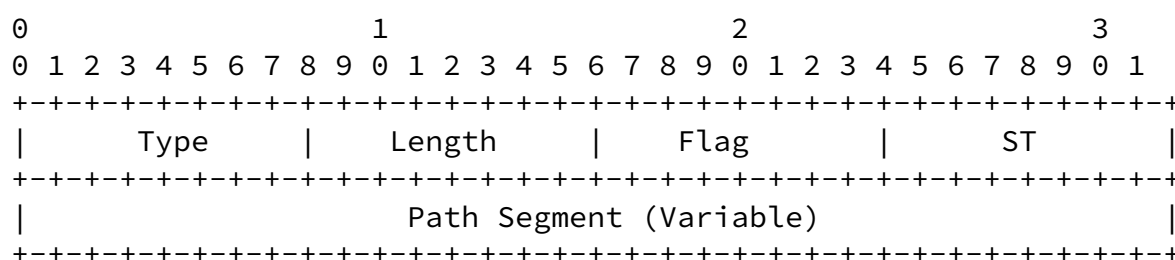 0                   1                   2                   3
0 1 2 3 4 5 6 7 8 9 0 1 2 3 4 5 6 7 8 9 0 1 2 3 4 5 6 7 8 9 0 1
+-+-+-+-+-+-+-+-+-+-+-+-+-+-+-+-+-+-+-+-+-+-+-+-+-+-+-+-+-+-+-+-+
|      Type     |    Length     |    Flag       |      ST       |
+-+-+-+-+-+-+-+-+-+-+-+-+-+-+-+-+-+-+-+-+-+-+-+-+-+-+-+-+-+-+-+-+
|                     Path Segment (Variable)                   |
+-+-+-+-+-+-+-+-+-+-+-+-+-+-+-+-+-+-+-+-+-+-+-+-+-+-+-+-+-+-+-+-+